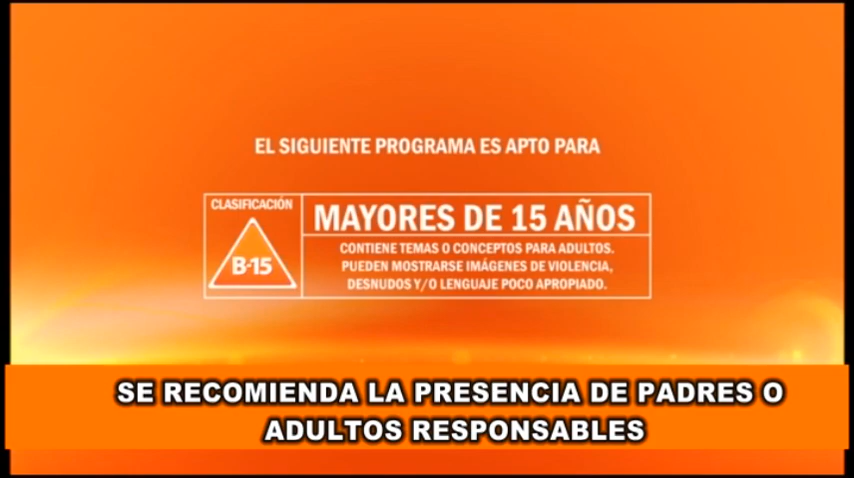 EL SIGUIENTE PROGRAMA ES APTO PARA
CLASIFICACIÓN
B-15
MAYORES DE 15 AÑOS
CONTIENE TEMAS O CONCEPTOS PARA ADULTOS.
PUEDEN MOSTRARSE IMÁGENES DE VIOLENCIA,
DESNUDOS Y/O LENGUAJE POCO APROPIADO.
SE RECOMIENDA LA PRESENCIA DE PADRES O
ADULTOS RESPONSABLES